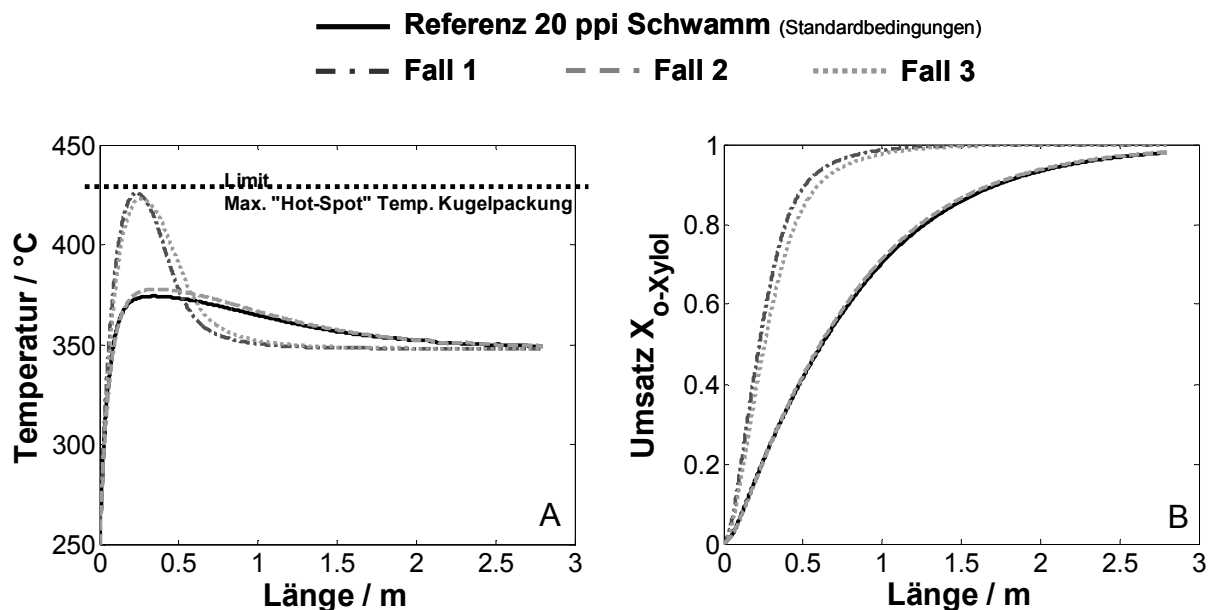 Referenz 20 ppi Schwamm (Standardbedingungen)
Fall 1 Fall 2 Fall 3
450
400
350
300
250
Temperatur / °C
Limit
Max. "Hot-Spot" Temp. Kugelpackung
A
0 0.5 1 1.5 2 2.5 3
Länge / m
1
0.8
0.6
0.4
0.2
0
Umsatz Xo-Xylol
B
0 0.5 1 1.5 2 2.5 3
Länge / m